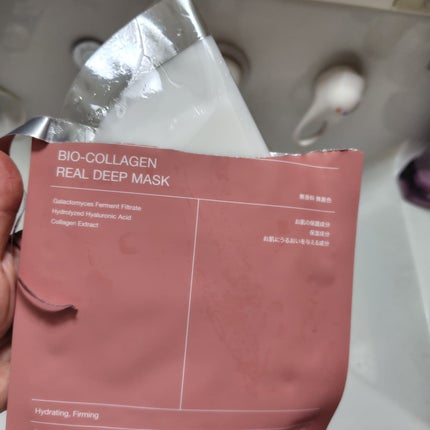 BIO-COLLAGEN
REAL DEEP MASK
無香料 無着色
Galactomyces Ferment Filtrate
Hydrolyzed Hyaluronic Acid
Collagen Extract
お肌の保護成分
保湿成分
お肌にうるおいを与える成分
Hydrating, Firming